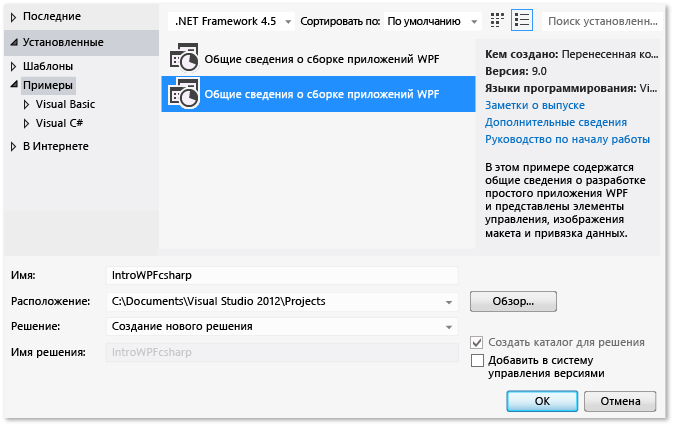 Последние
Установленные
Шаблоны
Примеры
Visual Basic
Visual C#
В Интернете
.NET Framework 4.5 Сортировать по: По умолчанию
Поиск установленн...
Общие сведения о сборке приложений WPF
Общие сведения о сборке приложений WPF
Кем создано: Перенесенная ко...
Версия: 9.0
Языки программирования: Vi...
Заметки о выпуске
Дополнительные сведения
Руководство по началу работы
В этом примере содержатся
общие сведения о разработке
простого приложения WPF
и представлены элементы
управления, изображения
макета и привязка данных.
Имя: IntroWPFcsharp
Расположение: C:\Documents\Visual Studio 2012\Projects Обзор...
Решение: Создание нового решения
Имя решения: IntroWPFcsharp
Создать каталог для решения
Добавить в систему
управления версиями
ОК Отмена